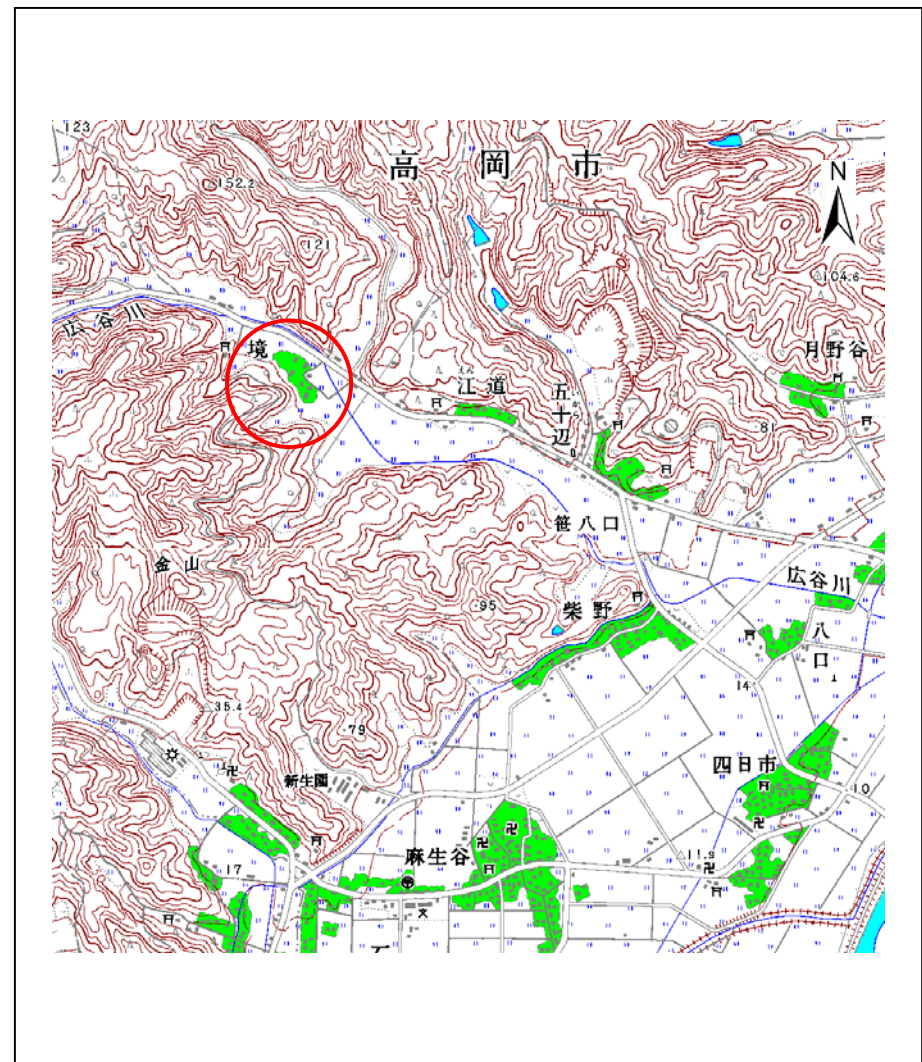 123
高岡市
N
152.2
121
104.6
広谷川
境
月野谷
えん
江道
五十辺
81
笹八口
金山
広谷川
95
柴野
八口
14
35.4
79
四日市
新生園
10
麻生谷
11.9
17